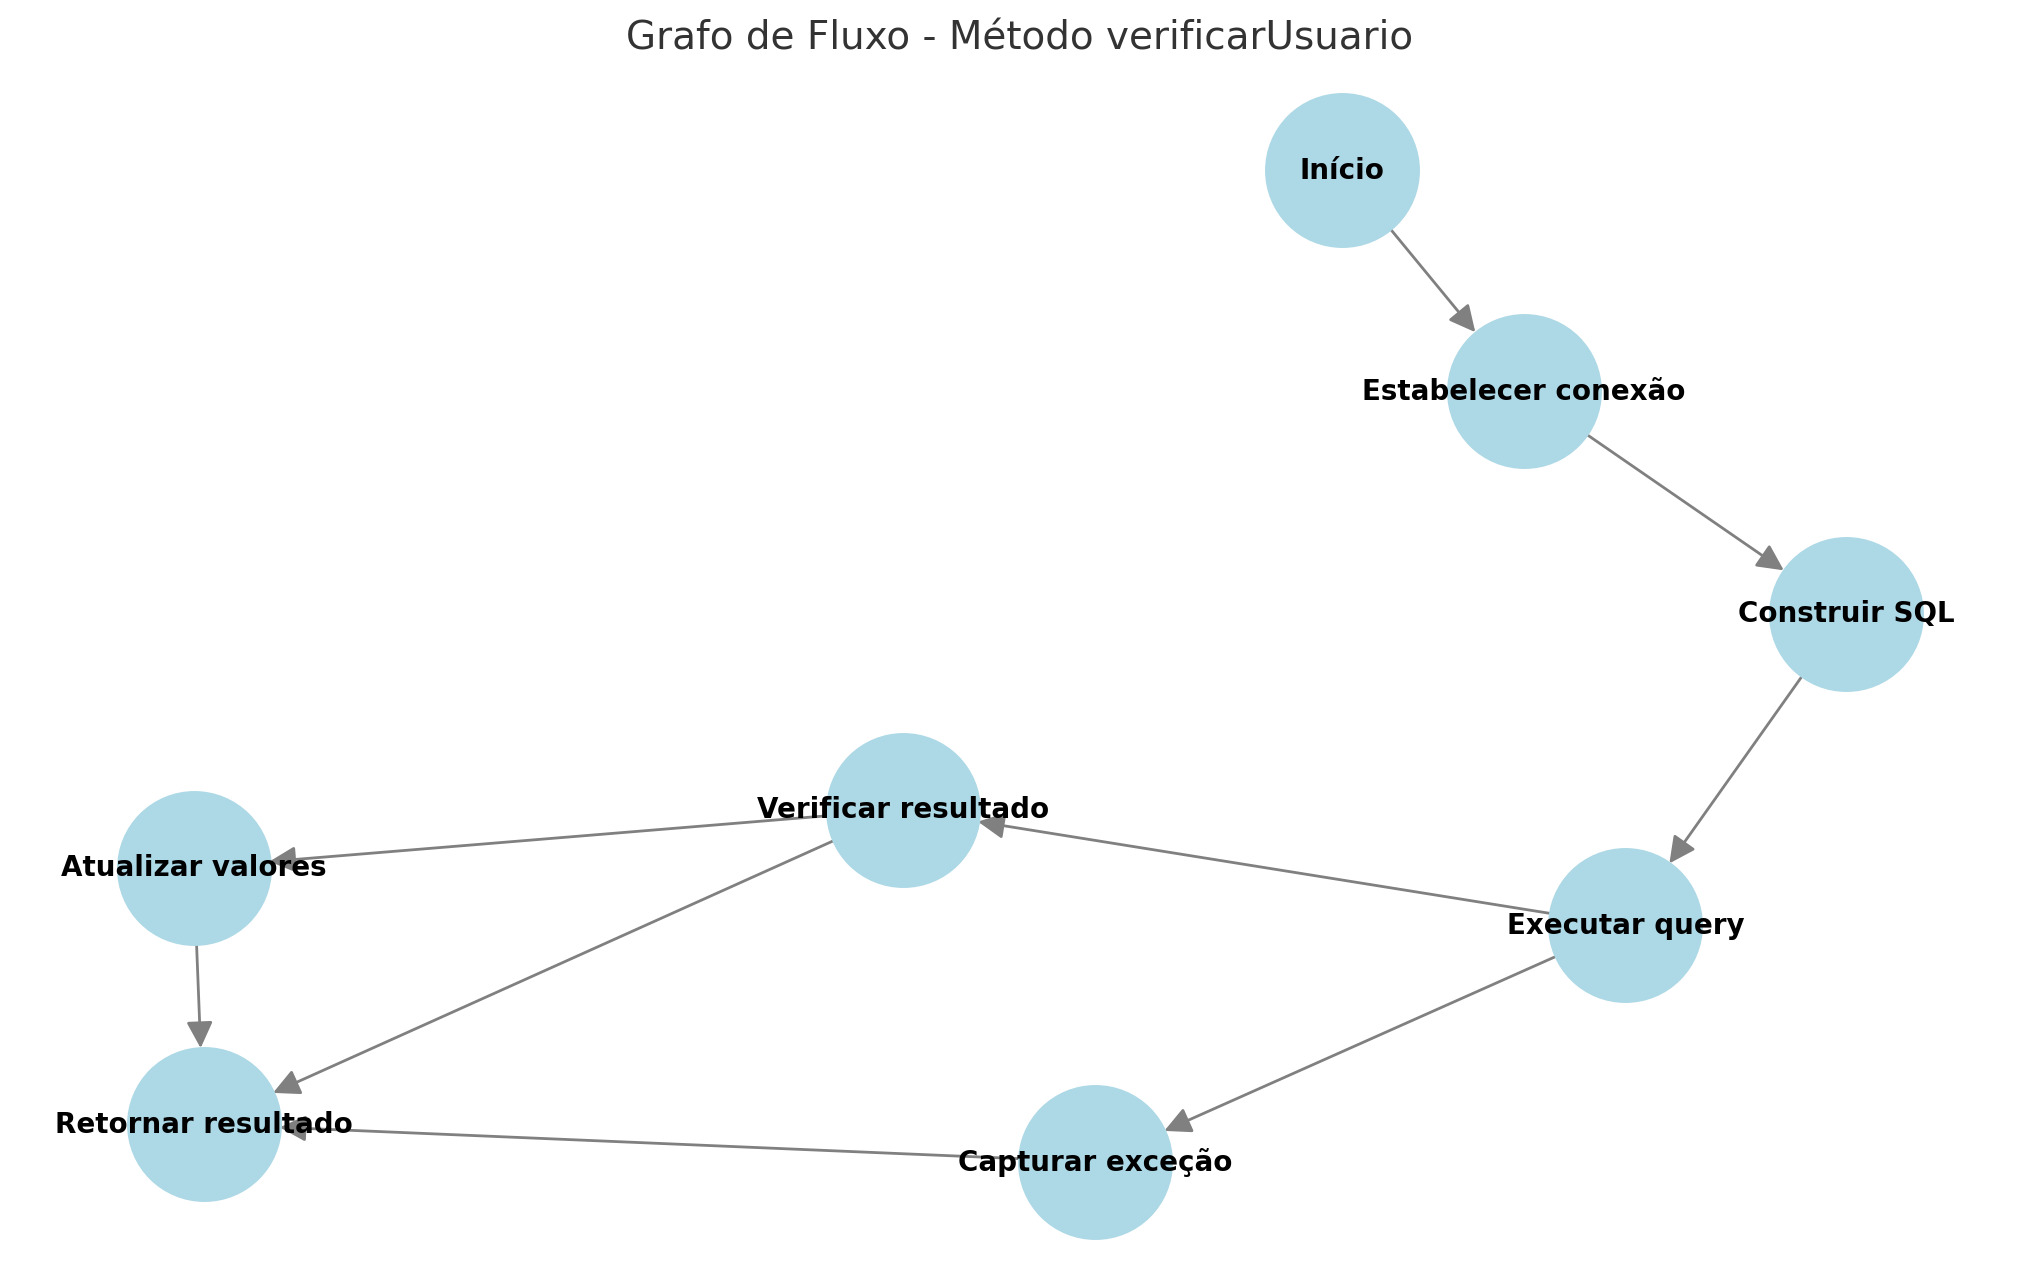 Grafo de Fluxo - Método verificarUsuario
Início
Estabelecer conexão
Construir SQL
Verificar resultado
Atualizar valores
Executar query
Retornar resultado
Capturar exceção